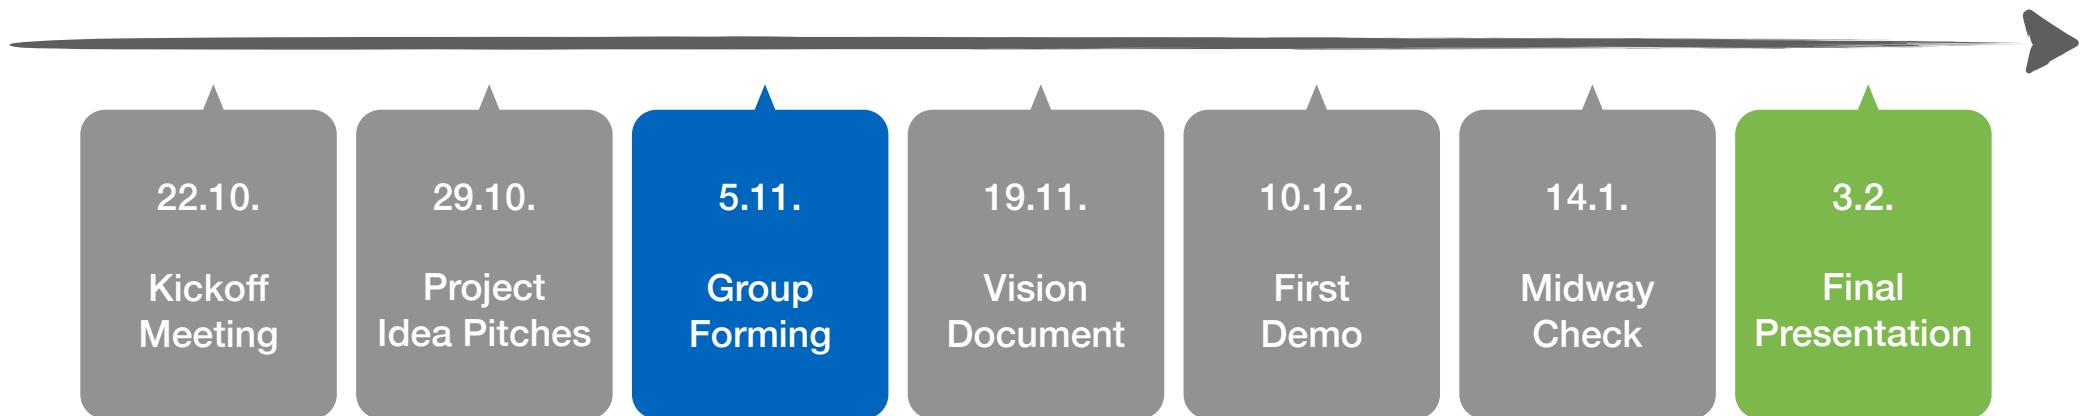 22.10.
Kickoff
Meeting
29.10.
Project
Idea Pitches
5.11.
Group
Forming
19.11.
Vision
Document
10.12.
First
Demo
14.1.
Midway
Check
3.2.
Final
Presentation